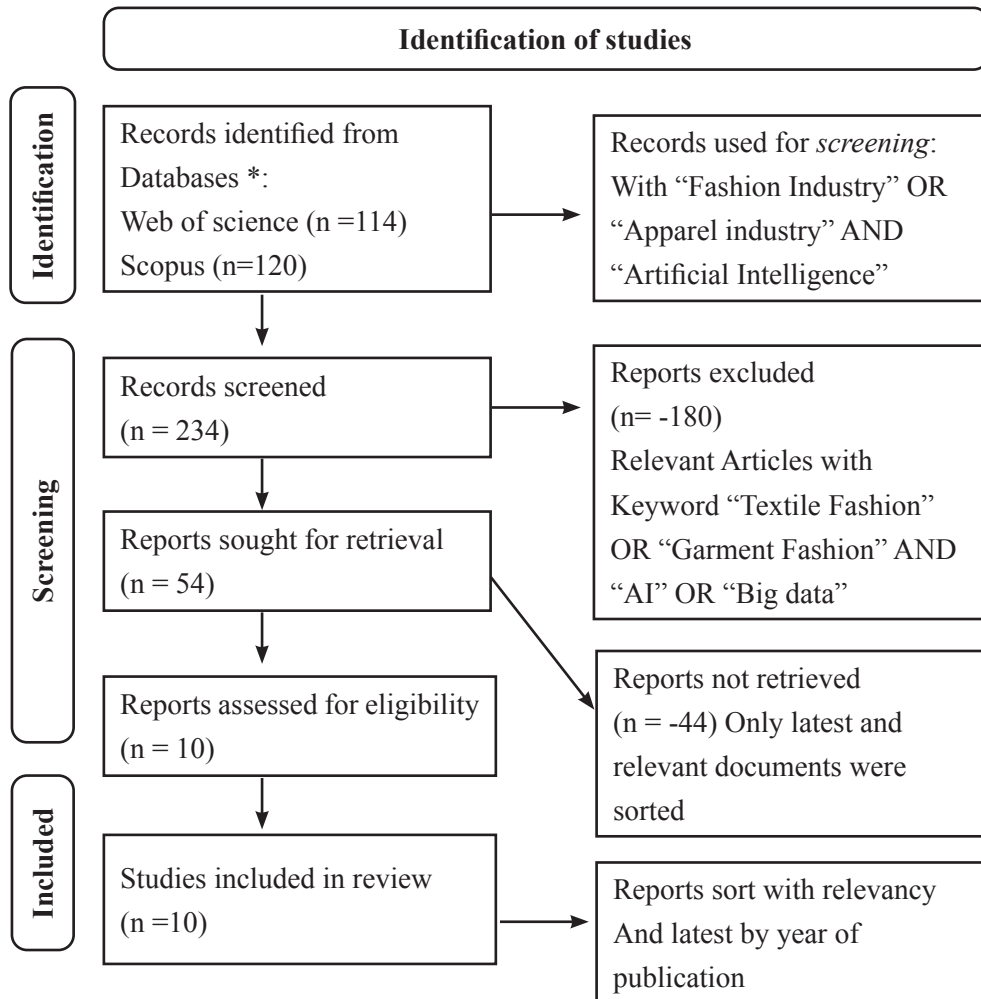 Identification of studies
Identification
Records identified from
Databases *:
Web of science (n =114)
Scopus (n=120)
Records used for screening:
With “Fashion Industry” OR
“Apparel industry” AND
“Artificial Intelligence”
Screening
Records screened
(n = 234)
Reports excluded
(n= -180)
Relevant Articles with
Keyword “Textile Fashion”
OR “Garment Fashion” AND
“AI” OR “Big data”
Reports sought for retrieval
(n = 54)
Reports not retrieved
(n = -44) Only latest and
relevant documents were
sorted
Reports assessed for eligibility
(n = 10)
Included
Studies included in review
(n =10)
Reports sort with relevancy
And latest by year of
publication